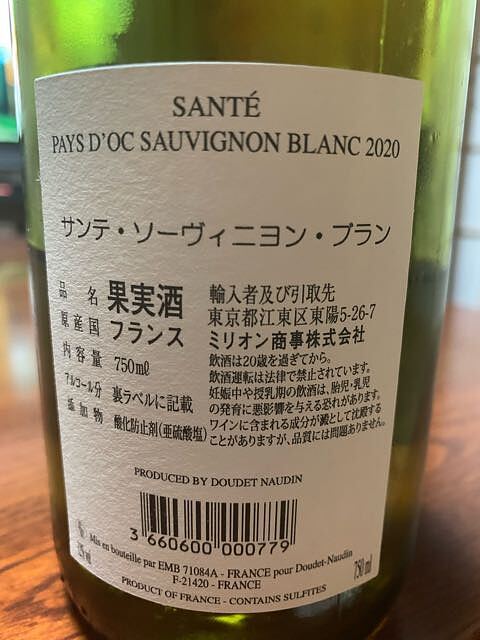 SANTÉ
PAYS D'OC SAUVIGNON BLANC 2020
サンテ・ソーヴィニヨン・ブラン
品名 果実酒
原産国 フランス
内容量 750mℓ
アルコール分 裏ラベルに記載
添加物 酸化防止剤(亜硫酸塩)
輸入者及び引取先
東京都江東区東陽5-26-7
ミリオン商事株式会社
飲酒は20歳を過ぎてから。
飲酒運転は法律で禁止されています。
妊娠中や授乳期の飲酒は、胎児・乳児
の発育に悪影響を与える恐れがあります。
ワインに含まれる成分が澱として沈殿する
ことがありますが、品質には問題ありません。
PRODUCED BY DOUDET NAUDIN
3 660600 000779
Mis en bouteille par EMB 71084A - FRANCE pour Doudet-Naudin
F-21420 - FRANCE
750 ml
PRODUCT OF FRANCE - CONTAINS SULFITES